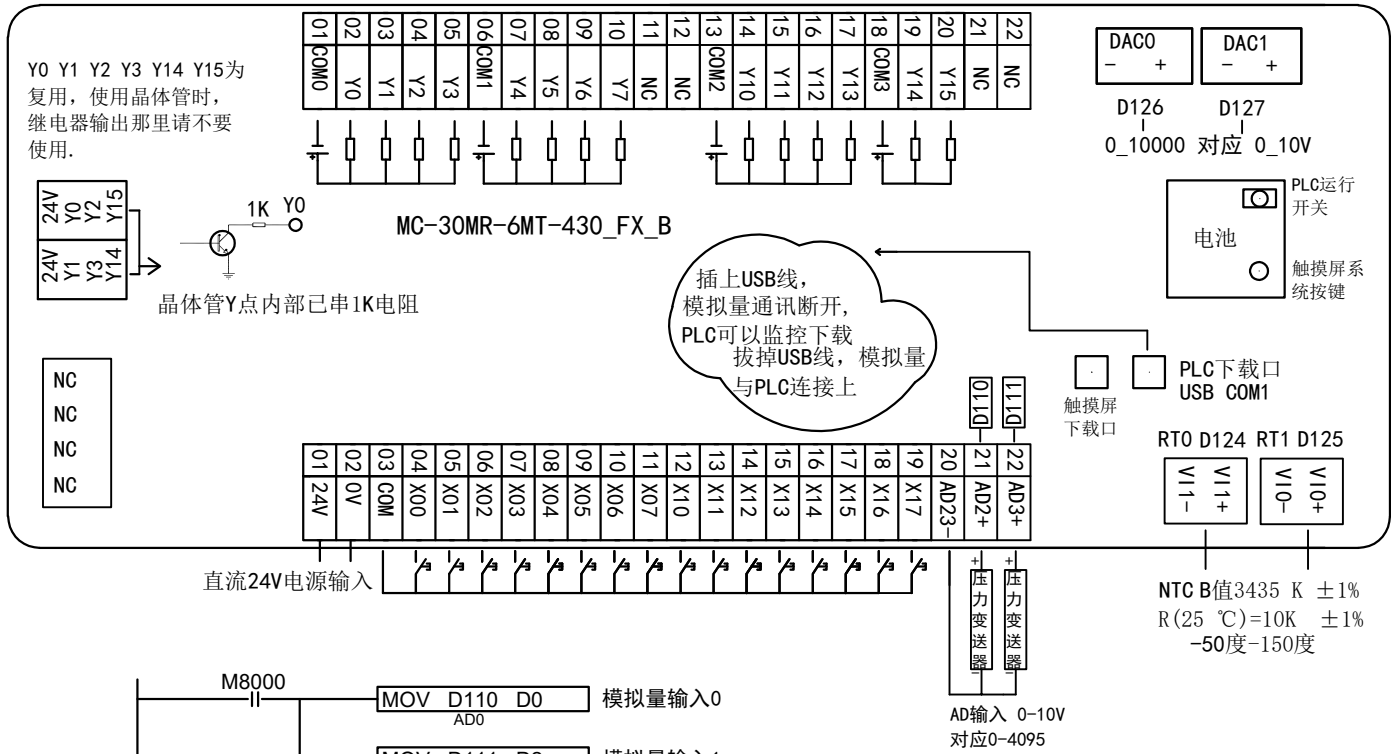 Y0 Y1 Y2 Y3 Y14 Y15为
复用，使用晶体管时，
继电器输出那里请不要
使用.
01 02 03 04 05 06 07 08 09 10 11 12 13 14 15 16 17 18 19 20 21 22
COM0 Y0 Y1 Y2 Y3 COM1 Y4 Y5 Y6 Y7 NC NC COM2 Y10 Y11 Y12 Y13 COM3 Y14 Y15 NC NC
DAC0
- +
DAC1
- +
D126
D127
0_10000 对应 0_10V
24V Y0 Y2 Y15
24V Y1 Y3 Y14
1K Y0
晶体管Y点内部已串1K电阻
MC-30MR-6MT-430_FX_B
插上USB线，
模拟量通讯断开，
PLC可以监控下载
拔掉USB线，模拟量
与PLC连接上
电池
PLC运行
开关
触摸屏系
统按键
触摸屏
下载口
PLC下载口
USB COM1
NC
NC
NC
NC
D110
D111
01 02 03 04 05 06 07 08 09 10 11 12 13 14 15 16 17 18 19 20 21 22
24V 0V COM X00 X01 X02 X03 X04 X05 X06 X07 X10 X11 X12 X13 X14 X15 X16 X17 AD23- AD2+ AD3+
RT0 D124 RT1 D125
VI1- VI1+
VI0- VI0+
直流24V电源输入
+压力变送器-
+压力变送器-
NTC B值3435 K ±1%
R(25 ℃)=10K ±1%
-50度-150度
AD输入 0-10V
对应0-4095
M8000
MOV D110 D0
AD0
模拟量输入0